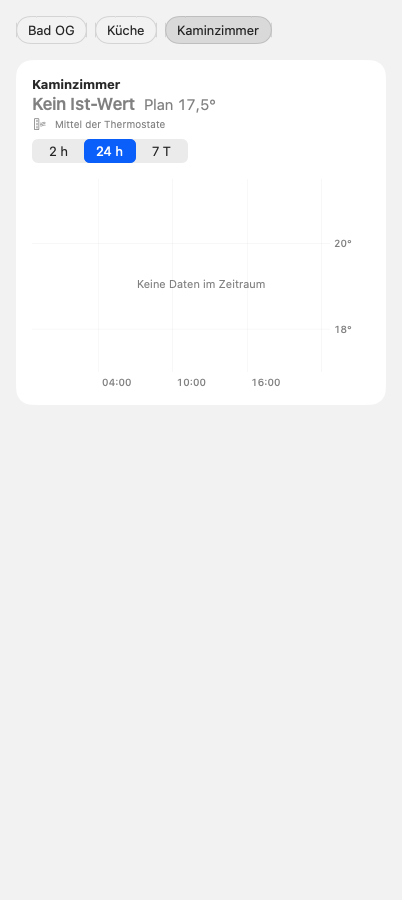 Bad OG Küche Kaminzimmer
Kaminzimmer
Kein Ist-Wert Plan 17,5°
Mittel der Thermostate
2 h 24 h 7 T
20°
Keine Daten im Zeitraum
18°
04:00 10:00 16:00